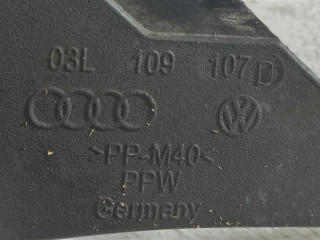 03L 109 107 D
>PP-M40<
PPW
Germany